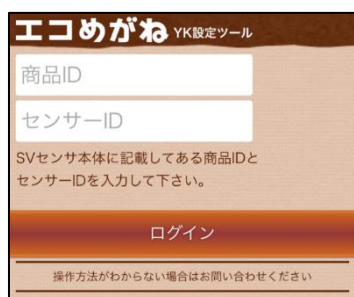 エコめがね YK設定ツール
商品ID
センサーID
SVセンサ本体に記載してある商品IDと
センサーIDを入力して下さい。
ログイン
操作方法がわからない場合はお問い合わせください